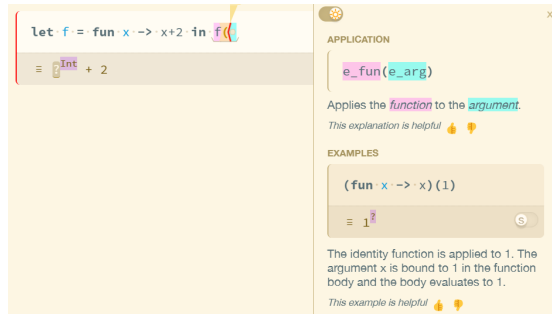 let f = fun x -> x+2 in f(
≡ Int + 2
x
APPLICATION
e_fun(e_arg)
Applies the function to the argument.
This explanation is helpful 👍 👎
EXAMPLES
(fun x -> x)(1)
≡ 1?
S
The identity function is applied to 1. The
argument x is bound to 1 in the function
body and the body evaluates to 1.
This example is helpful 👍 👎